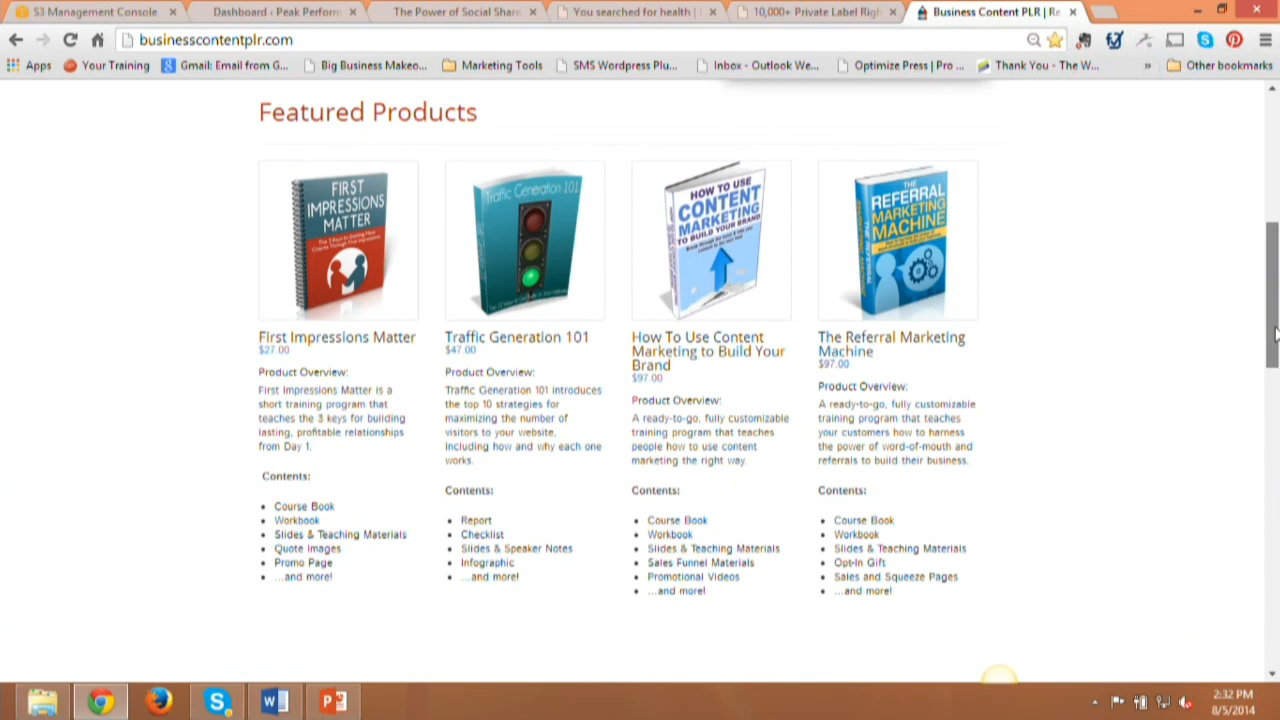 S3 Management Console
Dashboard ‹ Peak Perform
The Power of Social Share
You searched for health |
10,000+ Private Label Righ
Business Content PLR | Re
businesscontentplr.com
Apps
Your Training
Gmail: Email from G...
Big Business Makeo...
Marketing Tools
SMS Wordpress Plu...
Inbox - Outlook We...
Optimize Press | Pro ...
Thank You - The W...
»
Other bookmarks
Featured Products
FIRST
IMPRESSIONS
MATTER
Traffic Generation 101
HOW TO USE
CONTENT
MARKETING
TO BUILD YOUR BRAND
THE
REFERRAL
MARKETING
MACHINE
First Impressions Matter
$27.00
Product Overview:
First Impressions Matter is a
short training program that
teaches the 3 keys for building
lasting, profitable relationships
from Day 1.
Contents:
• Course Book
• Workbook
• Slides & Teaching Materials
• Quote Images
• Promo Page
• ...and more!
Traffic Generation 101
$47.00
Product Overview:
Traffic Generation 101 introduces
the top 10 strategies for
maximizing the number of
visitors to your website,
including how and why each one
works.
Contents:
• Report
• Checklist
• Slides & Speaker Notes
• Infographic
• ...and more!
How To Use Content
Marketing to Build Your
Brand
$97.00
Product Overview:
A ready-to-go, fully customizable
training program that teaches
people how to use content
marketing the right way.
Contents:
• Course Book
• Workbook
• Slides & Teaching Materials
• Sales Funnel Materials
• Promotional Videos
• ...and more!
The Referral Marketing
Machine
$97.00
Product Overview:
A ready-to-go, fully customizable
training program that teaches
your customers how to harness
the power of word-of-mouth and
referrals to build their business.
Contents:
• Course Book
• Workbook
• Slides & Teaching Materials
• Opt-In Gift
• Sales and Squeeze Pages
• ...and more!
2:32 PM
8/5/2014